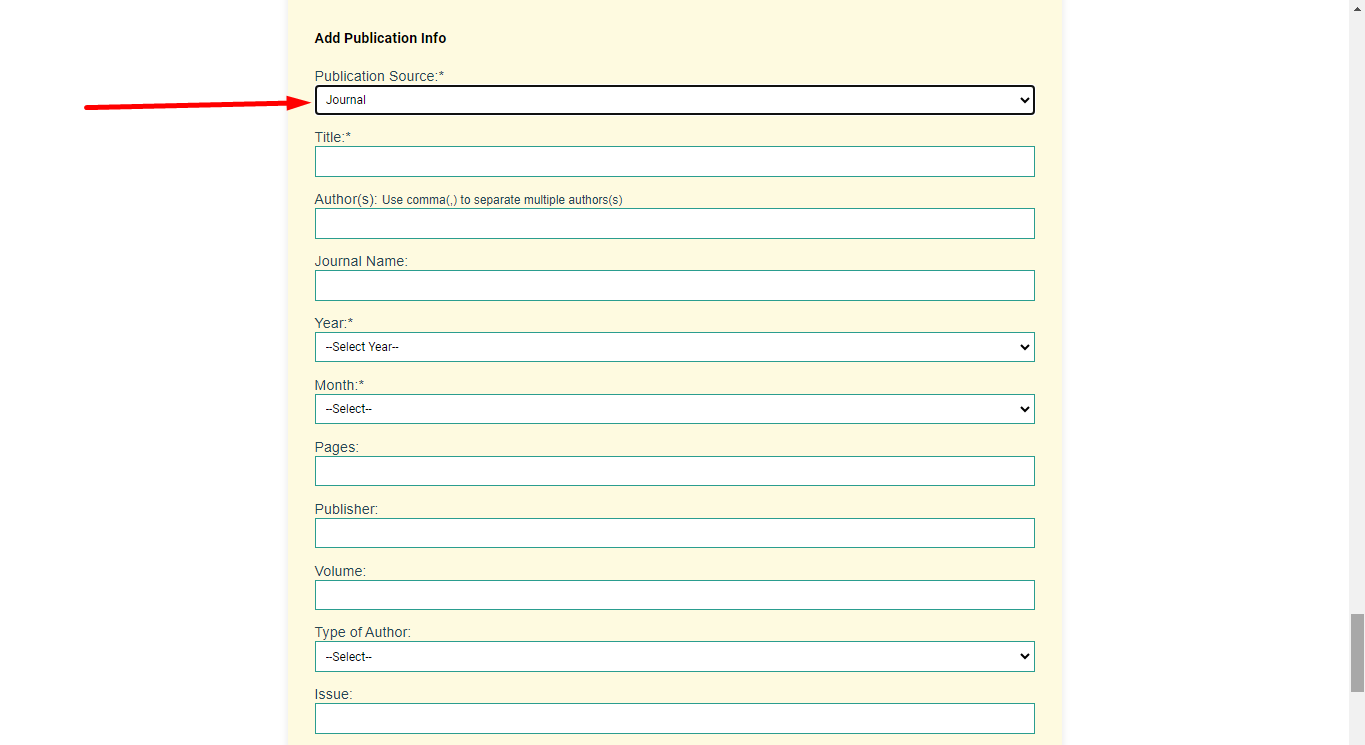 Add Publication Info
Publication Source:*
Journal
Title:*
Author(s): Use comma(,) to separate multiple authors(s)
Journal Name:
Year:*
--Select Year--
Month:*
--Select--
Pages:
Publisher:
Volume:
Type of Author:
--Select--
Issue: